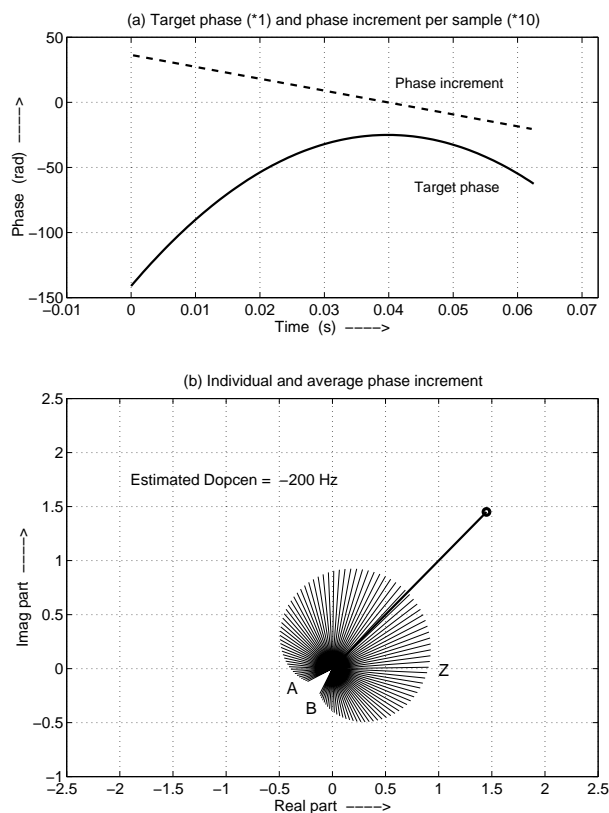 (a) Target phase (*1) and phase increment per sample (*10)
50
0
−50
−100
−150
Phase (rad) −−−−>
Phase increment
Target phase
−0.01 0 0.01 0.02 0.03 0.04 0.05 0.06 0.07
Time (s) −−−−>
(b) Individual and average phase increment
2.5
2
1.5
1
0.5
0
−0.5
−1
Imag part −−−−>
Estimated Dopcen = −200 Hz
Z
A
B
−2.5 −2 −1.5 −1 −0.5 0 0.5 1 1.5 2 2.5
Real part −−−−>